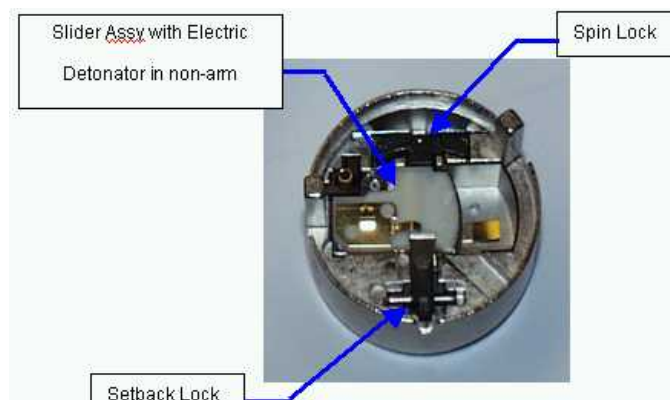 Slider Assy with Electric
Detonator in non-arm
Spin Lock
Setback Lock